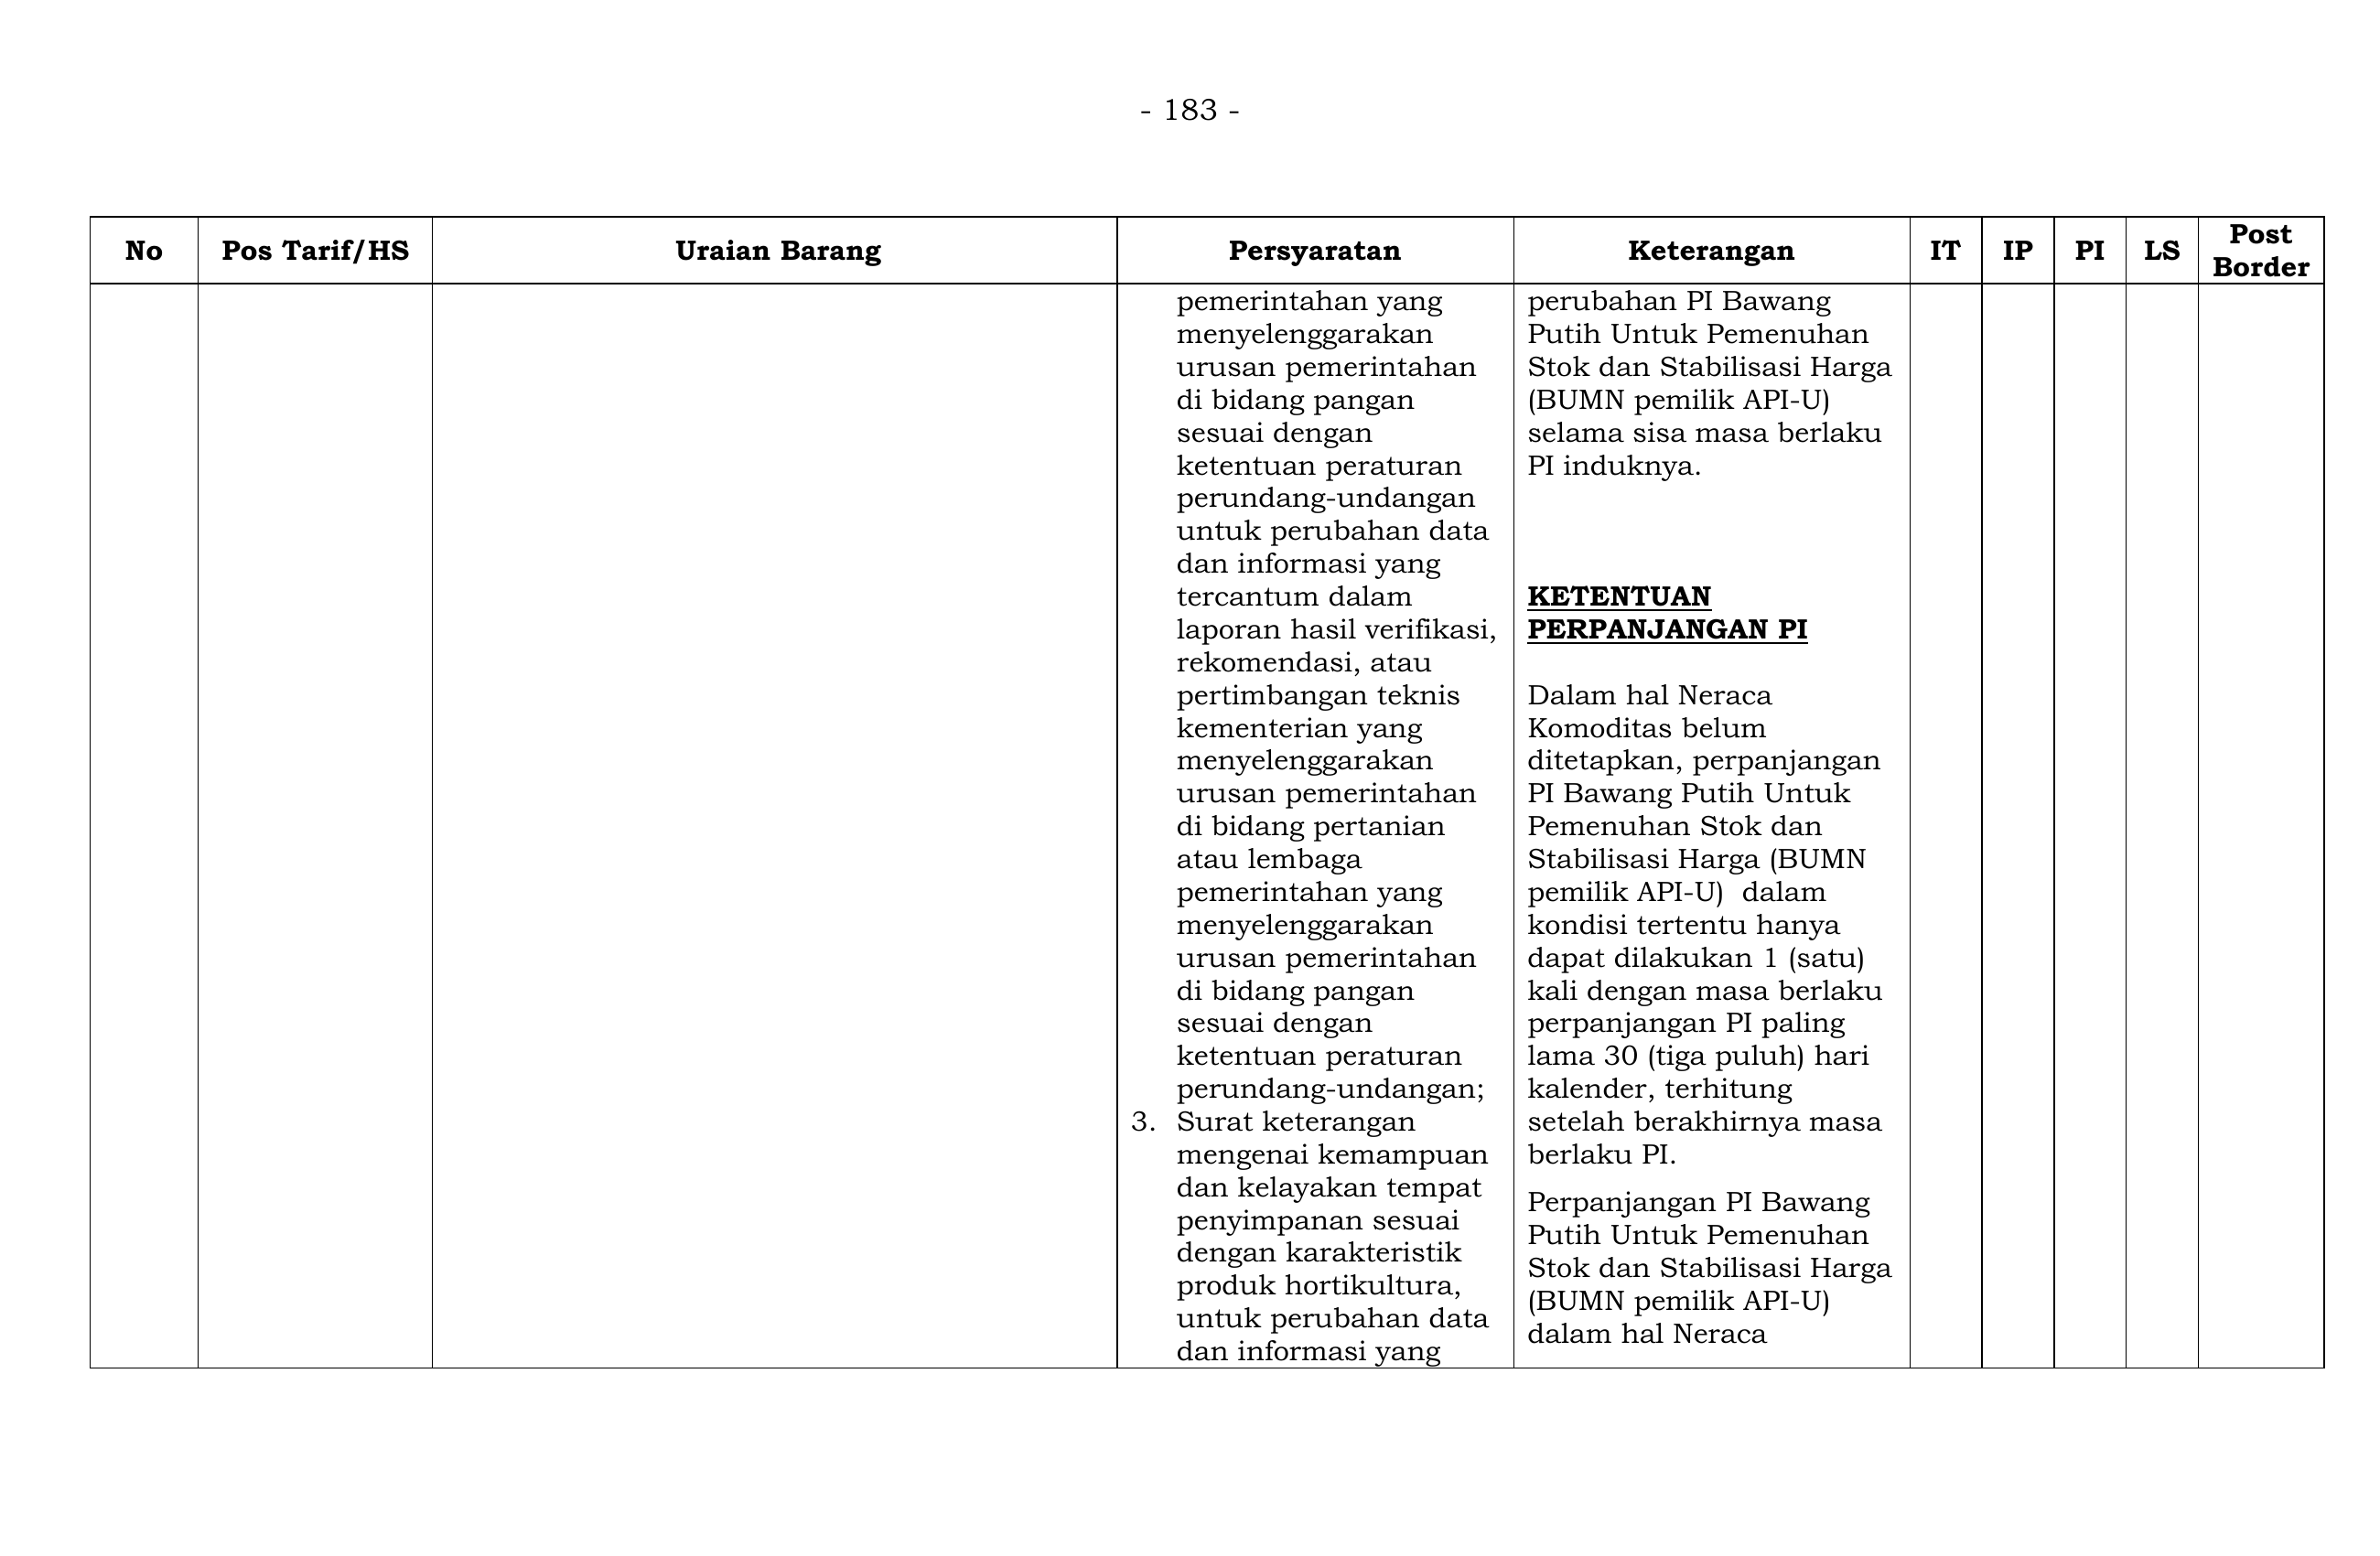 - 183 -
No
Pos Tarif/HS
Uraian Barang
Persyaratan
Keterangan
IT
IP
PI
LS
Post
Border
pemerintahan yang
menyelenggarakan
urusan pemerintahan
di bidang pangan
sesuai dengan
ketentuan peraturan
perundang-undangan
untuk perubahan data
dan informasi yang
tercantum dalam
laporan hasil verifikasi,
rekomendasi, atau
pertimbangan teknis
kementerian yang
menyelenggarakan
urusan pemerintahan
di bidang pertanian
atau lembaga
pemerintahan yang
menyelenggarakan
urusan pemerintahan
di bidang pangan
sesuai dengan
ketentuan peraturan
perundang-undangan;
3. Surat keterangan
mengenai kemampuan
dan kelayakan tempat
penyimpanan sesuai
dengan karakteristik
produk hortikultura,
untuk perubahan data
dan informasi yang
perubahan PI Bawang
Putih Untuk Pemenuhan
Stok dan Stabilisasi Harga
(BUMN pemilik API-U)
selama sisa masa berlaku
PI induknya.
KETENTUAN
PERPANJANGAN PI
Dalam hal Neraca
Komoditas belum
ditetapkan, perpanjangan
PI Bawang Putih Untuk
Pemenuhan Stok dan
Stabilisasi Harga (BUMN
pemilik API-U) dalam
kondisi tertentu hanya
dapat dilakukan 1 (satu)
kali dengan masa berlaku
perpanjangan PI paling
lama 30 (tiga puluh) hari
kalender, terhitung
setelah berakhirnya masa
berlaku PI.
Perpanjangan PI Bawang
Putih Untuk Pemenuhan
Stok dan Stabilisasi Harga
(BUMN pemilik API-U)
dalam hal Neraca